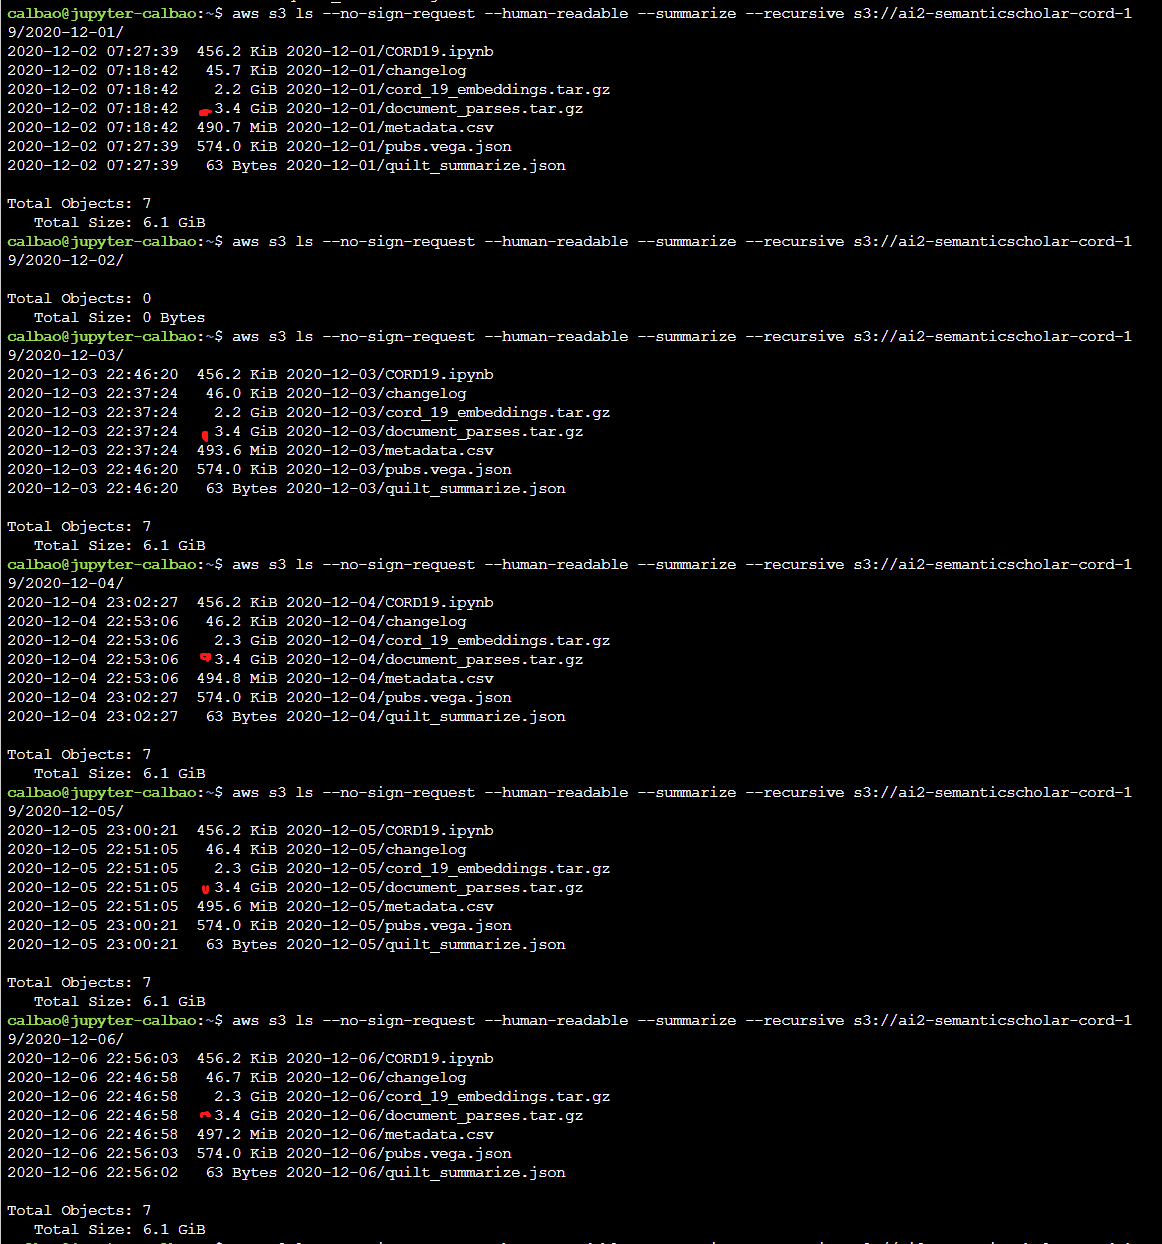 calbao@jupyter-calbao:~$ aws s3 ls --no-sign-request --human-readable --summarize --recursive s3://ai2-semanticscholar-cord-1
9/2020-12-01/
2020-12-02 07:27:39  456.2 KiB 2020-12-01/CORD19.ipynb
2020-12-02 07:18:42   45.7 KiB 2020-12-01/changelog
2020-12-02 07:18:42    2.2 GiB 2020-12-01/cord_19_embeddings.tar.gz
2020-12-02 07:18:42    3.4 GiB 2020-12-01/document_parses.tar.gz
2020-12-02 07:18:42  490.7 MiB 2020-12-01/metadata.csv
2020-12-02 07:27:39  574.0 KiB 2020-12-01/pubs.vega.json
2020-12-02 07:27:39   63 Bytes 2020-12-01/quilt_summarize.json
Total Objects: 7
   Total Size: 6.1 GiB
calbao@jupyter-calbao:~$ aws s3 ls --no-sign-request --human-readable --summarize --recursive s3://ai2-semanticscholar-cord-1
9/2020-12-02/
Total Objects: 0
   Total Size: 0 Bytes
calbao@jupyter-calbao:~$ aws s3 ls --no-sign-request --human-readable --summarize --recursive s3://ai2-semanticscholar-cord-1
9/2020-12-03/
2020-12-03 22:46:20  456.2 KiB 2020-12-03/CORD19.ipynb
2020-12-03 22:37:24   46.0 KiB 2020-12-03/changelog
2020-12-03 22:37:24    2.2 GiB 2020-12-03/cord_19_embeddings.tar.gz
2020-12-03 22:37:24    3.4 GiB 2020-12-03/document_parses.tar.gz
2020-12-03 22:37:24  493.6 MiB 2020-12-03/metadata.csv
2020-12-03 22:46:20  574.0 KiB 2020-12-03/pubs.vega.json
2020-12-03 22:46:20   63 Bytes 2020-12-03/quilt_summarize.json
Total Objects: 7
   Total Size: 6.1 GiB
calbao@jupyter-calbao:~$ aws s3 ls --no-sign-request --human-readable --summarize --recursive s3://ai2-semanticscholar-cord-1
9/2020-12-04/
2020-12-04 23:02:27  456.2 KiB 2020-12-04/CORD19.ipynb
2020-12-04 22:53:06   46.2 KiB 2020-12-04/changelog
2020-12-04 22:53:06    2.3 GiB 2020-12-04/cord_19_embeddings.tar.gz
2020-12-04 22:53:06    3.4 GiB 2020-12-04/document_parses.tar.gz
2020-12-04 22:53:06  494.8 MiB 2020-12-04/metadata.csv
2020-12-04 23:02:27  574.0 KiB 2020-12-04/pubs.vega.json
2020-12-04 23:02:27   63 Bytes 2020-12-04/quilt_summarize.json
Total Objects: 7
   Total Size: 6.1 GiB
calbao@jupyter-calbao:~$ aws s3 ls --no-sign-request --human-readable --summarize --recursive s3://ai2-semanticscholar-cord-1
9/2020-12-05/
2020-12-05 23:00:21  456.2 KiB 2020-12-05/CORD19.ipynb
2020-12-05 22:51:05   46.4 KiB 2020-12-05/changelog
2020-12-05 22:51:05    2.3 GiB 2020-12-05/cord_19_embeddings.tar.gz
2020-12-05 22:51:05    3.4 GiB 2020-12-05/document_parses.tar.gz
2020-12-05 22:51:05  495.6 MiB 2020-12-05/metadata.csv
2020-12-05 23:00:21  574.0 KiB 2020-12-05/pubs.vega.json
2020-12-05 23:00:21   63 Bytes 2020-12-05/quilt_summarize.json
Total Objects: 7
   Total Size: 6.1 GiB
calbao@jupyter-calbao:~$ aws s3 ls --no-sign-request --human-readable --summarize --recursive s3://ai2-semanticscholar-cord-1
9/2020-12-06/
2020-12-06 22:56:03  456.2 KiB 2020-12-06/CORD19.ipynb
2020-12-06 22:46:58   46.7 KiB 2020-12-06/changelog
2020-12-06 22:46:58    2.3 GiB 2020-12-06/cord_19_embeddings.tar.gz
2020-12-06 22:46:58    3.4 GiB 2020-12-06/document_parses.tar.gz
2020-12-06 22:46:58  497.2 MiB 2020-12-06/metadata.csv
2020-12-06 22:56:03  574.0 KiB 2020-12-06/pubs.vega.json
2020-12-06 22:56:02   63 Bytes 2020-12-06/quilt_summarize.json
Total Objects: 7
   Total Size: 6.1 GiB